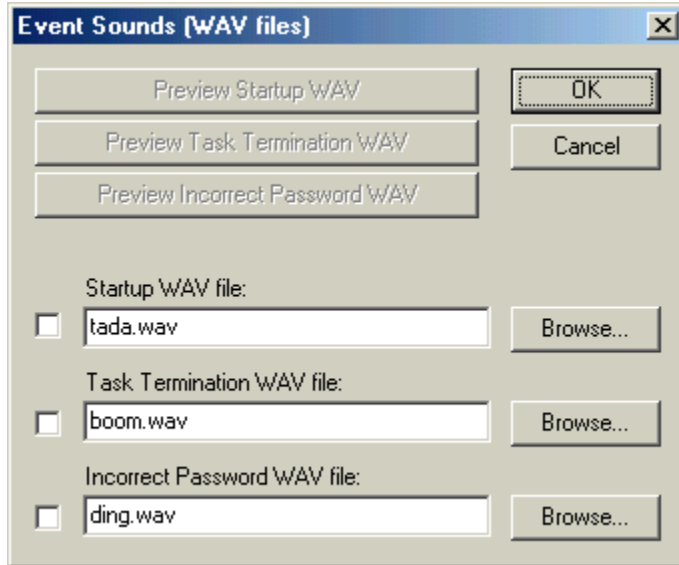 Event Sounds (WAV files)
Preview Startup WAV
OK
Preview Task Termination WAV
Cancel
Preview Incorrect Password WAV
Startup WAV file:
tada.wav
Browse...
Task Termination WAV file:
boom.wav
Browse...
Incorrect Password WAV file:
ding.wav
Browse...